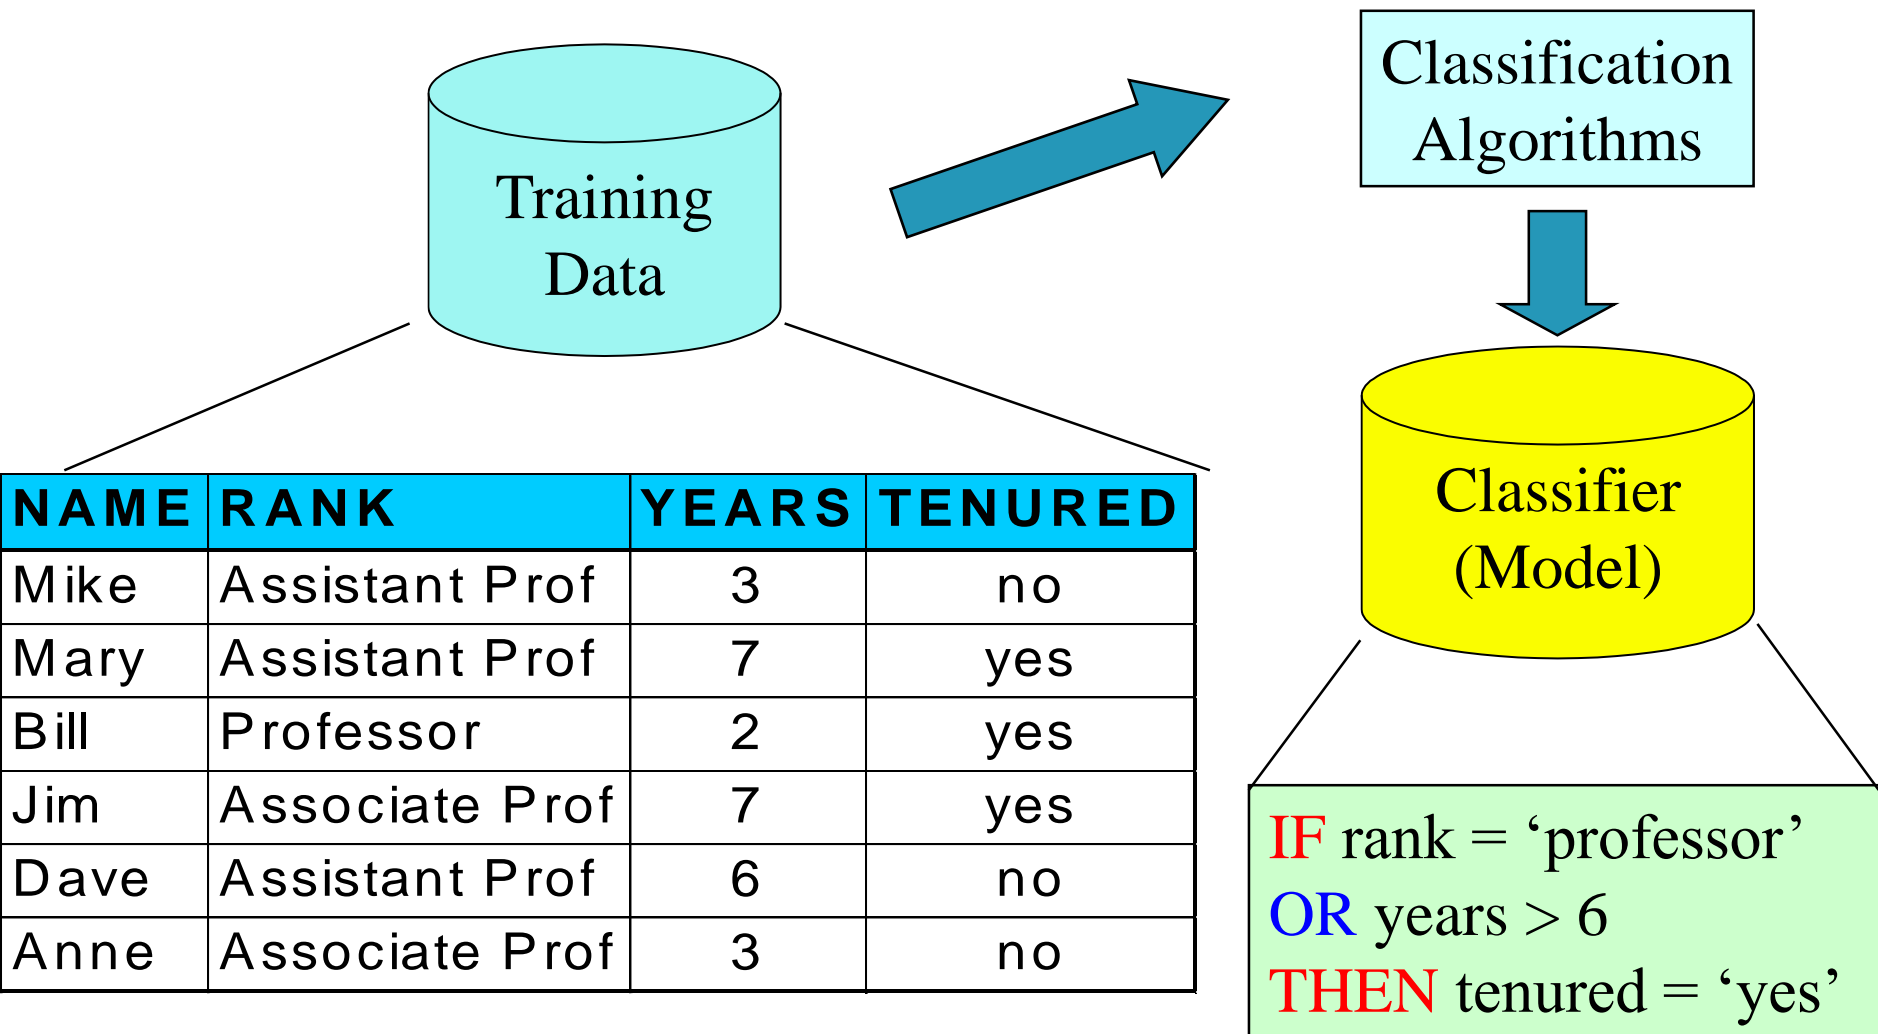 Training
Data
Classification
Algorithms
NAME RANK YEARS TENURED
Mike Assistant Prof 3 no
Mary Assistant Prof 7 yes
Bill Professor 2 yes
Jim Associate Prof 7 yes
Dave Assistant Prof 6 no
Anne Associate Prof 3 no
Classifier
(Model)
IF rank = ‘professor’
OR years > 6
THEN tenured = ‘yes’